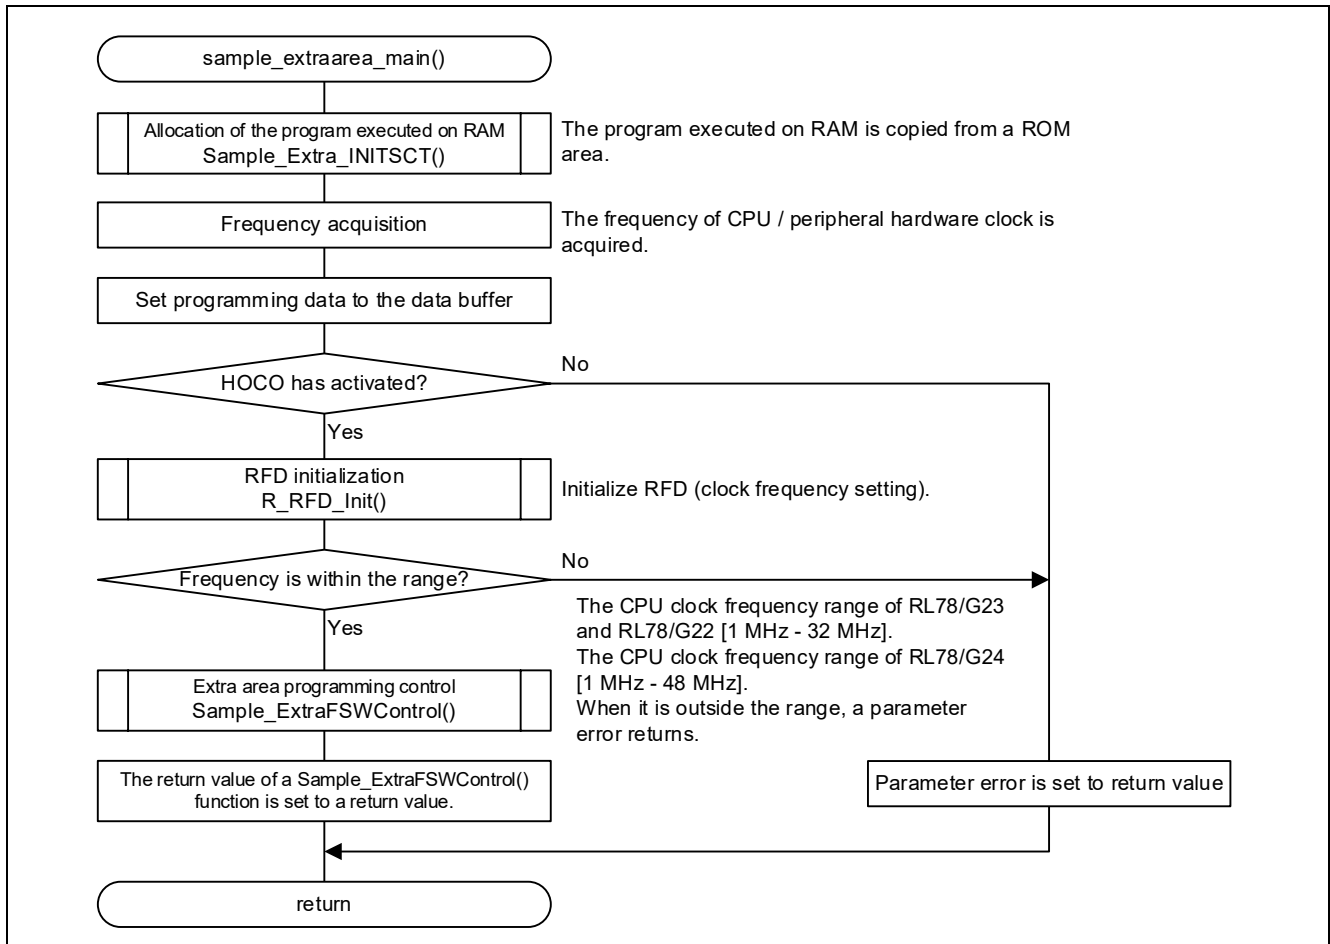 sample_extraarea_main()
Allocation of the program executed on RAM
Sample_Extra_INITSCT()
The program executed on RAM is copied from a ROM
area.
Frequency acquisition
The frequency of CPU / peripheral hardware clock is
acquired.
Set programming data to the data buffer
HOCO has activated?
No
Yes
RFD initialization
R_RFD_Init()
Initialize RFD (clock frequency setting).
Frequency is within the range?
No
Yes
The CPU clock frequency range of RL78/G23
and RL78/G22 [1 MHz - 32 MHz].
The CPU clock frequency range of RL78/G24
[1 MHz - 48 MHz].
When it is outside the range, a parameter
error returns.
Extra area programming control
Sample_ExtraFSWControl()
The return value of a Sample_ExtraFSWControl()
function is set to a return value.
Parameter error is set to return value
return